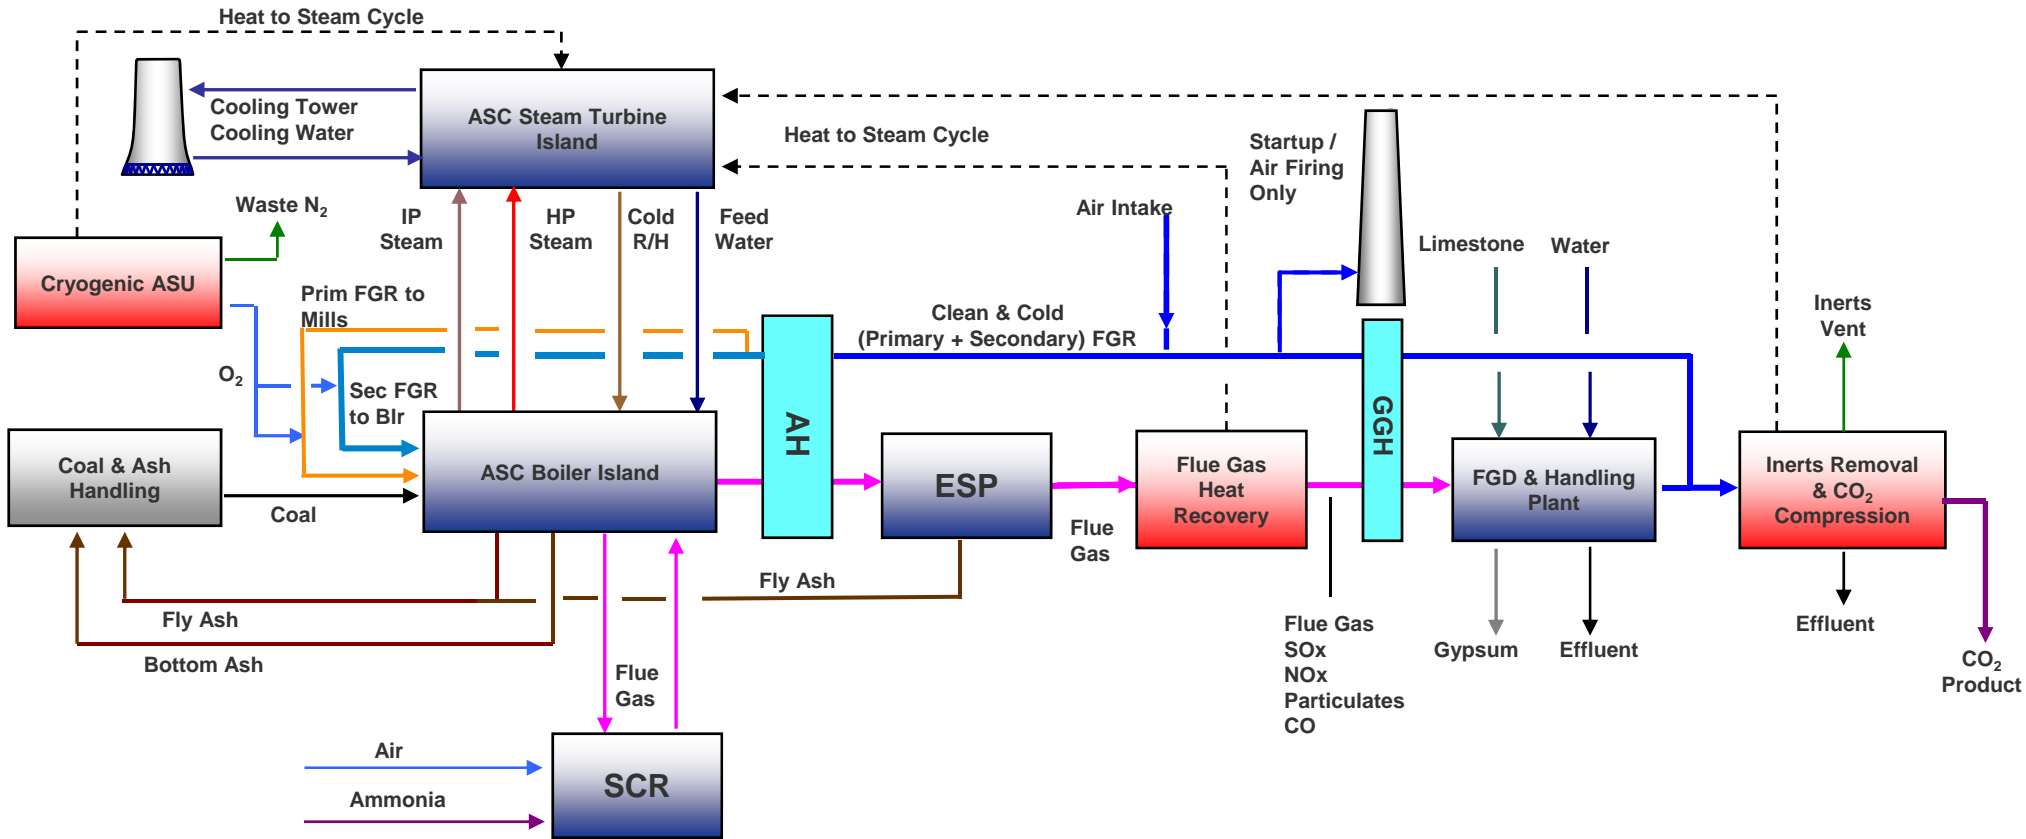 Heat to Steam Cycle
Cooling Tower
Cooling Water
ASC Steam Turbine
Island
Heat to Steam Cycle
Startup /
Air Firing
Only
Waste N₂
IP
Steam
HP
Steam
Cold
R/H
Feed
Water
Air Intake
Limestone
Water
Cryogenic ASU
Prim FGR to
Mills
Clean & Cold
(Primary + Secondary) FGR
Inerts
Vent
O₂
Sec FGR
to Blr
AH
GGH
Coal & Ash
Handling
Coal
ASC Boiler Island
ESP
Flue Gas
Heat
Recovery
FGD & Handling
Plant
Inerts Removal
& CO₂
Compression
Flue
Gas
Fly Ash
Fly Ash
Bottom Ash
Flue
Gas
Flue Gas
SOx
NOx
Particulates
CO
Gypsum
Effluent
Effluent
CO₂
Product
Air
Ammonia
SCR